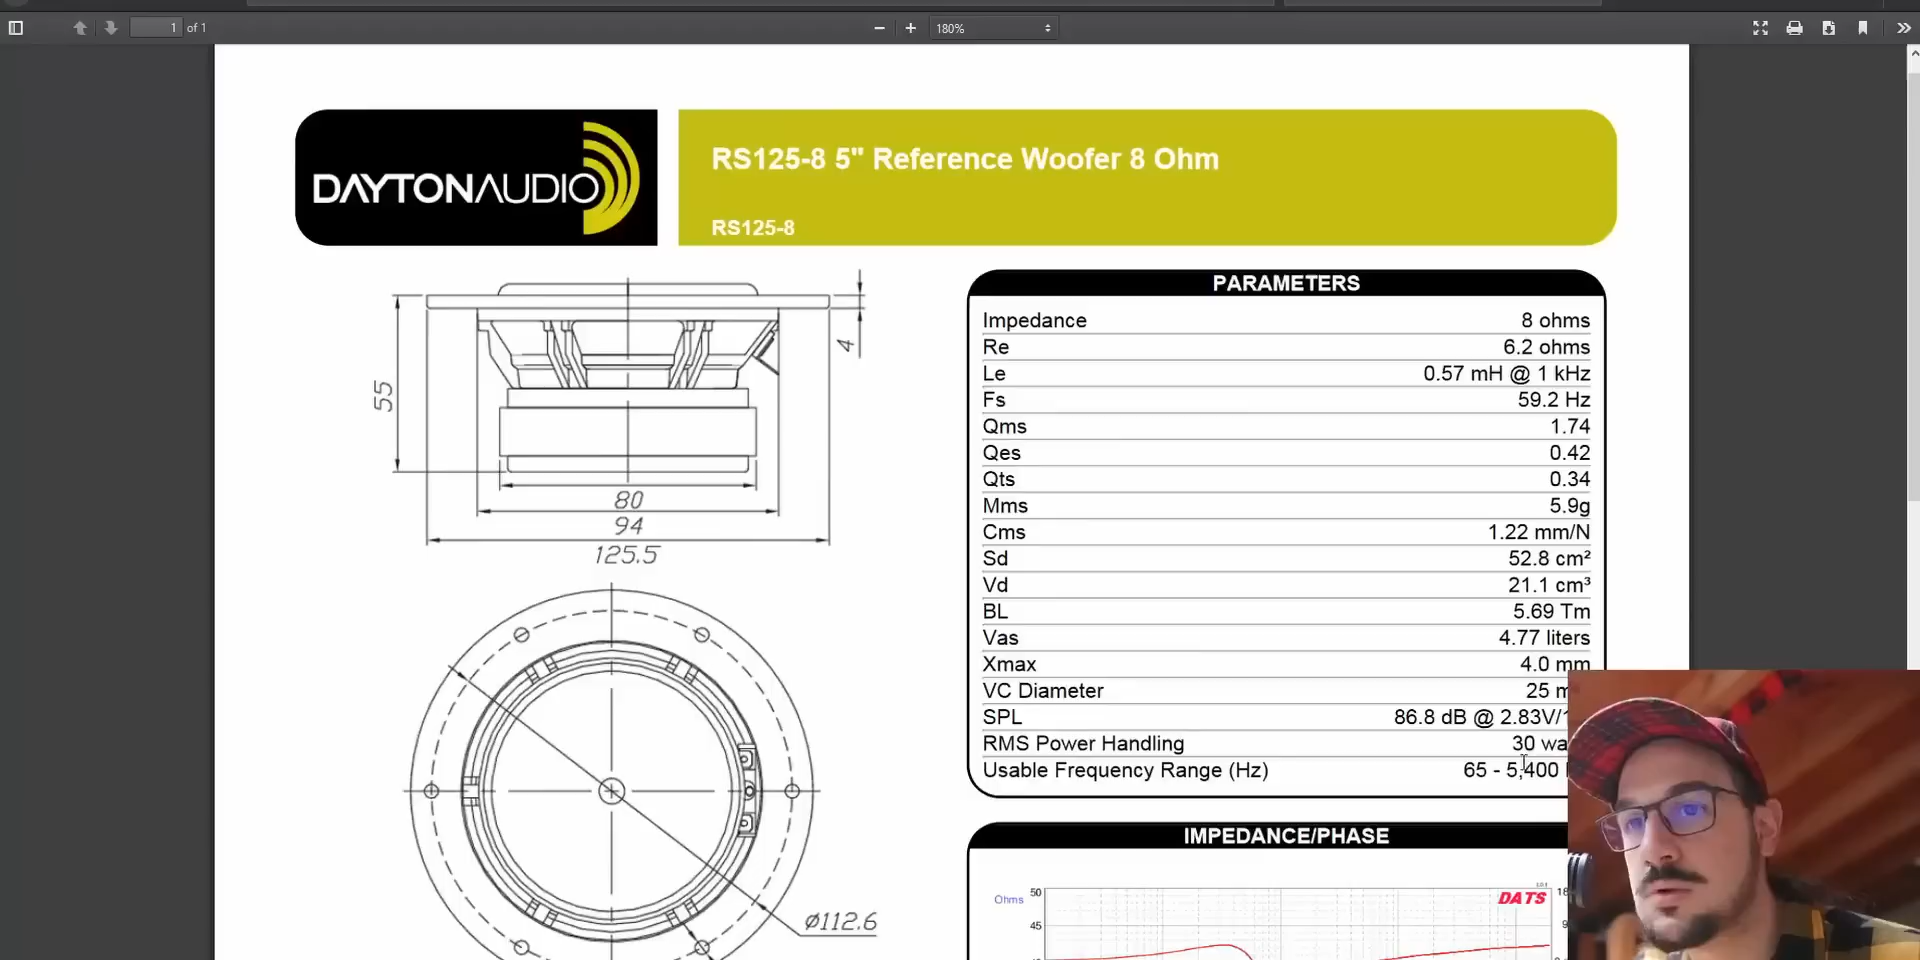 1 of 1
180%
DAYTONAUDIO
RS125-8 5" Reference Woofer 8 Ohm
RS125-8
55
4
80
94
125.5
ø112.6
PARAMETERS
Impedance 8 ohms
Re 6.2 ohms
Le 0.57 mH @ 1 kHz
Fs 59.2 Hz
Qms 1.74
Qes 0.42
Qts 0.34
Mms 5.9g
Cms 1.22 mm/N
Sd 52.8 cm²
Vd 21.1 cm³
BL 5.69 Tm
Vas 4.77 liters
Xmax 4.0 mm
VC Diameter 25
SPL 86.8 dB @ 2.83V/
RMS Power Handling 30
Usable Frequency Range (Hz) 65 - 5,400
IMPEDANCE/PHASE
Ohms
50
45
DATS